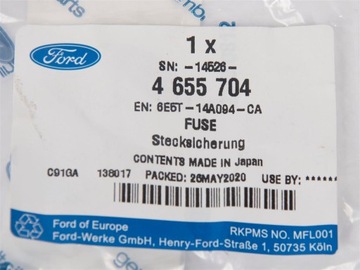 Ford
1 x
SN: -14526-
4 655 704
EN: 6E5T-14A094-CA
FUSE
Stecksicherung
CONTENTS MADE IN Japan
C91GA 138017 PACKED: 26MAY2020 USE BY: ******
Ford of Europe
RKPMS NO. MFL001
Ford-Werke GmbH, Henry-Ford-Straße 1, 50735 Köln